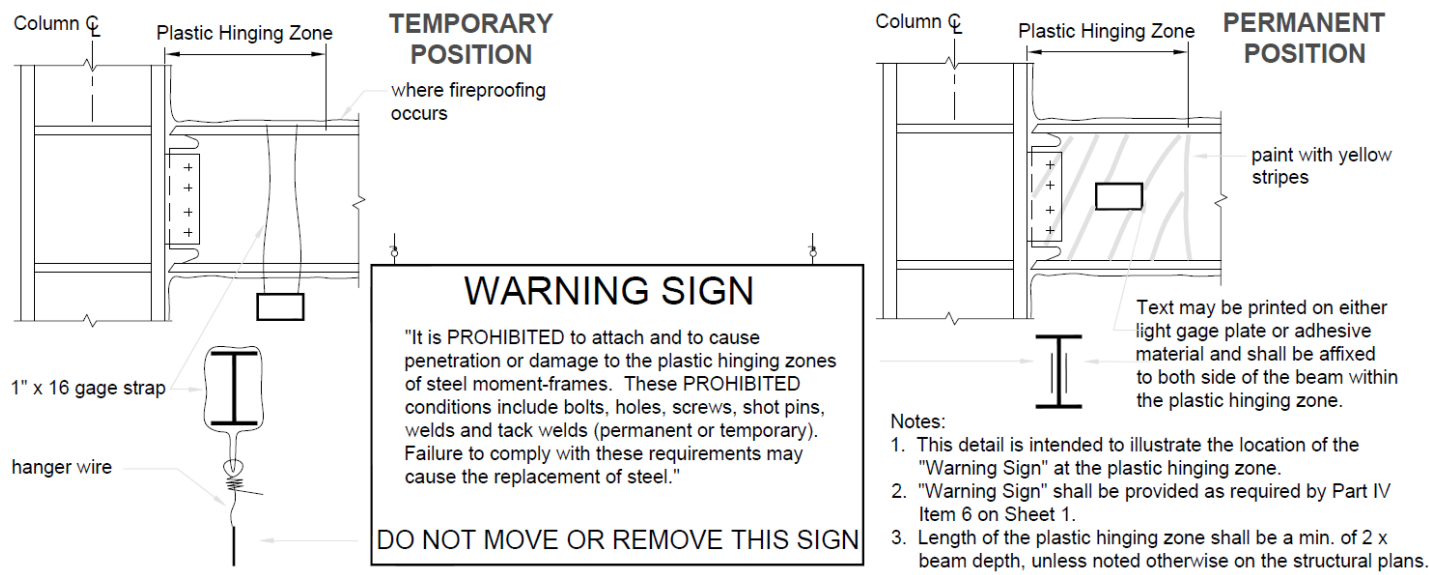 Column ℄
Plastic Hinging Zone
TEMPORARY
POSITION
where fireproofing
occurs
1" x 16 gage strap
hanger wire
WARNING SIGN
"It is PROHIBITED to attach and to cause
penetration or damage to the plastic hinging zones
of steel moment-frames. These PROHIBITED
conditions include bolts, holes, screws, shot pins,
welds and tack welds (permanent or temporary).
Failure to comply with these requirements may
cause the replacement of steel."
DO NOT MOVE OR REMOVE THIS SIGN
Column ℄
Plastic Hinging Zone
PERMANENT
POSITION
paint with yellow
stripes
Text may be printed on either
light gage plate or adhesive
material and shall be affixed
to both side of the beam within
the plastic hinging zone.
Notes:
1. This detail is intended to illustrate the location of the
"Warning Sign" at the plastic hinging zone.
2. "Warning Sign" shall be provided as required by Part IV
Item 6 on Sheet 1.
3. Length of the plastic hinging zone shall be a min. of 2 x
beam depth, unless noted otherwise on the structural plans.